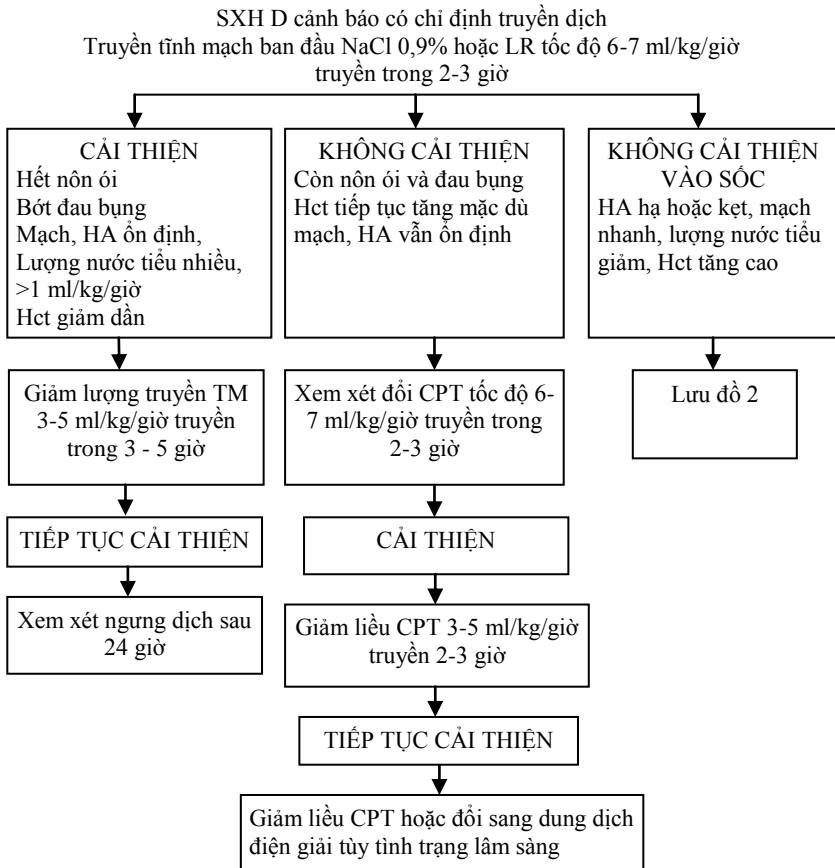 SXH D cảnh báo có chỉ định truyền dịch
Truyền tĩnh mạch ban đầu NaCl 0,9% hoặc LR tốc độ 6-7 ml/kg/giờ
truyền trong 2-3 giờ
CẢI THIỆN
Hết nôn ói
Bớt đau bụng
Mạch, HA ổn định,
Lượng nước tiểu nhiều,
>1 ml/kg/giờ
Hct giảm dần
KHÔNG CẢI THIỆN
Còn nôn ói và đau bụng
Hct tiếp tục tăng mặc dù
mạch, HA vẫn ổn định
KHÔNG CẢI THIỆN
VÀO SỐC
HA hạ hoặc kẹt, mạch
nhanh, lượng nước tiểu
giảm, Hct tăng cao
Giảm lượng truyền TM
3-5 ml/kg/giờ truyền
trong 3 - 5 giờ
Xem xét đổi CPT tốc độ 6-
7 ml/kg/giờ truyền trong
2-3 giờ
Lưu đồ 2
TIẾP TỤC CẢI THIỆN
CẢI THIỆN
Xem xét ngưng dịch sau
24 giờ
Giảm liều CPT 3-5 ml/kg/giờ
truyền 2-3 giờ
TIẾP TỤC CẢI THIỆN
Giảm liều CPT hoặc đổi sang dung dịch
điện giải tùy tình trạng lâm sàng